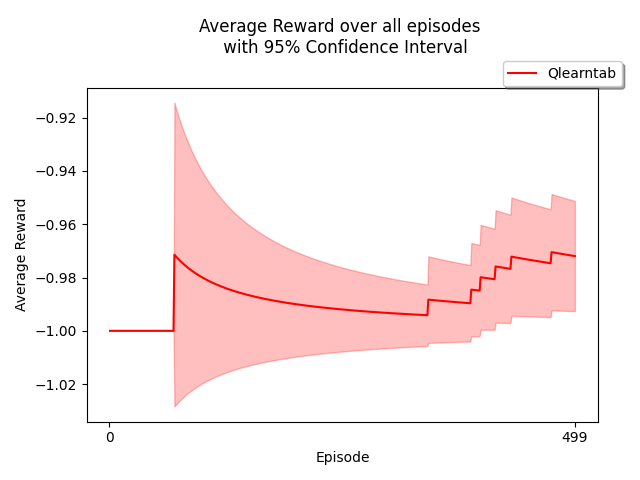 Average Reward over all episodes
with 95% Confidence Interval
Qlearntab
−0.92
−0.94
−0.96
−0.98
−1.00
−1.02
Average Reward
0
499
Episode